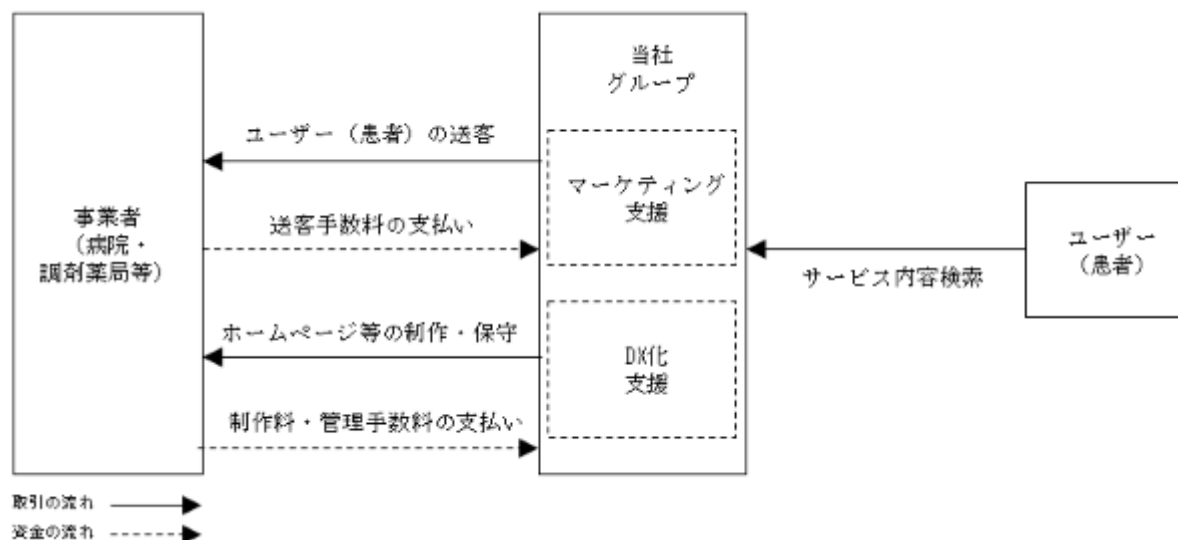 当社
グループ
ユーザー（患者）の送客
マーケティング
支援
事業者
（病院・
調剤薬局等）
送客手数料の支払い
ユーザー
（患者）
サービス内容検索
ホームページ等の制作・保守
DX化
支援
制作料・管理手数料の支払い
取引の流れ
資金の流れ